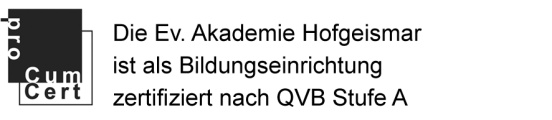 pro
Cum
Cert
Die Ev. Akademie Hofgeismar
ist als Bildungseinrichtung
zertifiziert nach QVB Stufe A